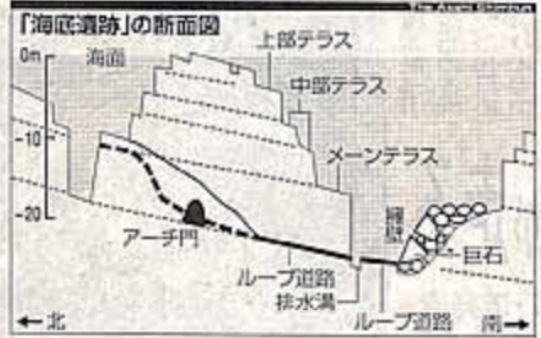 「海底遺跡」の断面図
0m
海面
上部テラス
中部テラス
-10
メーンテラス
-20
アーチ門
擁壁
巨石
ループ道路
排水溝
ループ道路
←北
南→